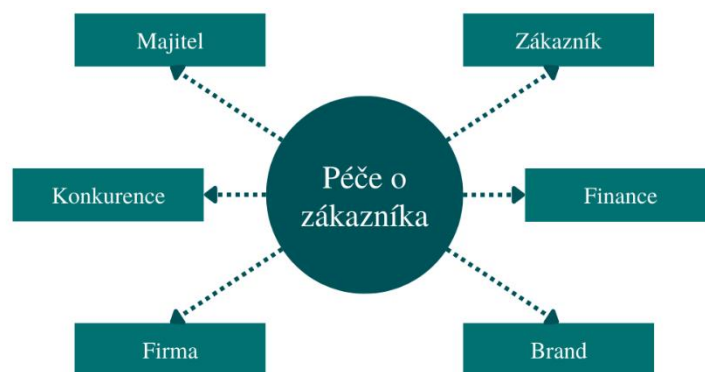 Majitel
Zákazník
Péče o
zákazníka
Konkurence
Finance
Firma
Brand